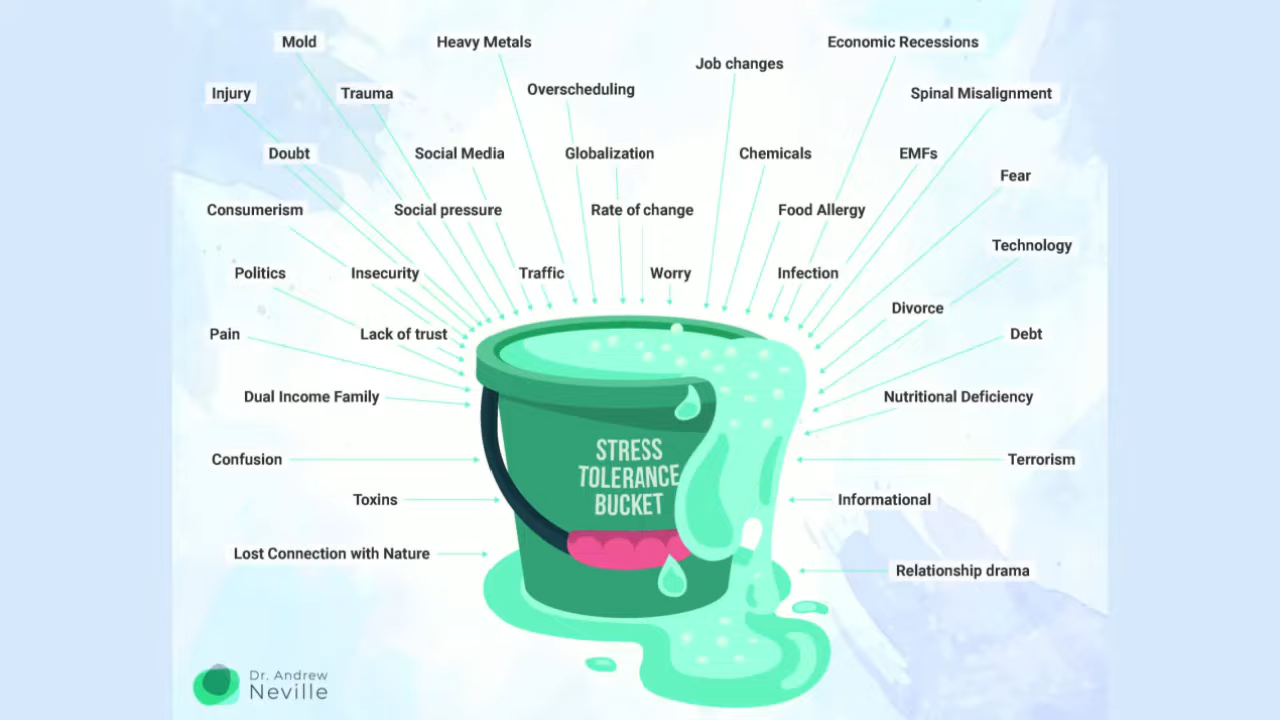 Mold
Heavy Metals
Economic Recessions
Job changes
Injury
Trauma
Overscheduling
Spinal Misalignment
Doubt
Social Media
Globalization
Chemicals
EMFs
Fear
Consumerism
Social pressure
Rate of change
Food Allergy
Technology
Politics
Insecurity
Traffic
Worry
Infection
Divorce
Pain
Lack of trust
Debt
Dual Income Family
Nutritional Deficiency
Confusion
Terrorism
Toxins
Informational
Lost Connection with Nature
Relationship drama
STRESS
TOLERANCE
BUCKET
Dr. Andrew
Neville